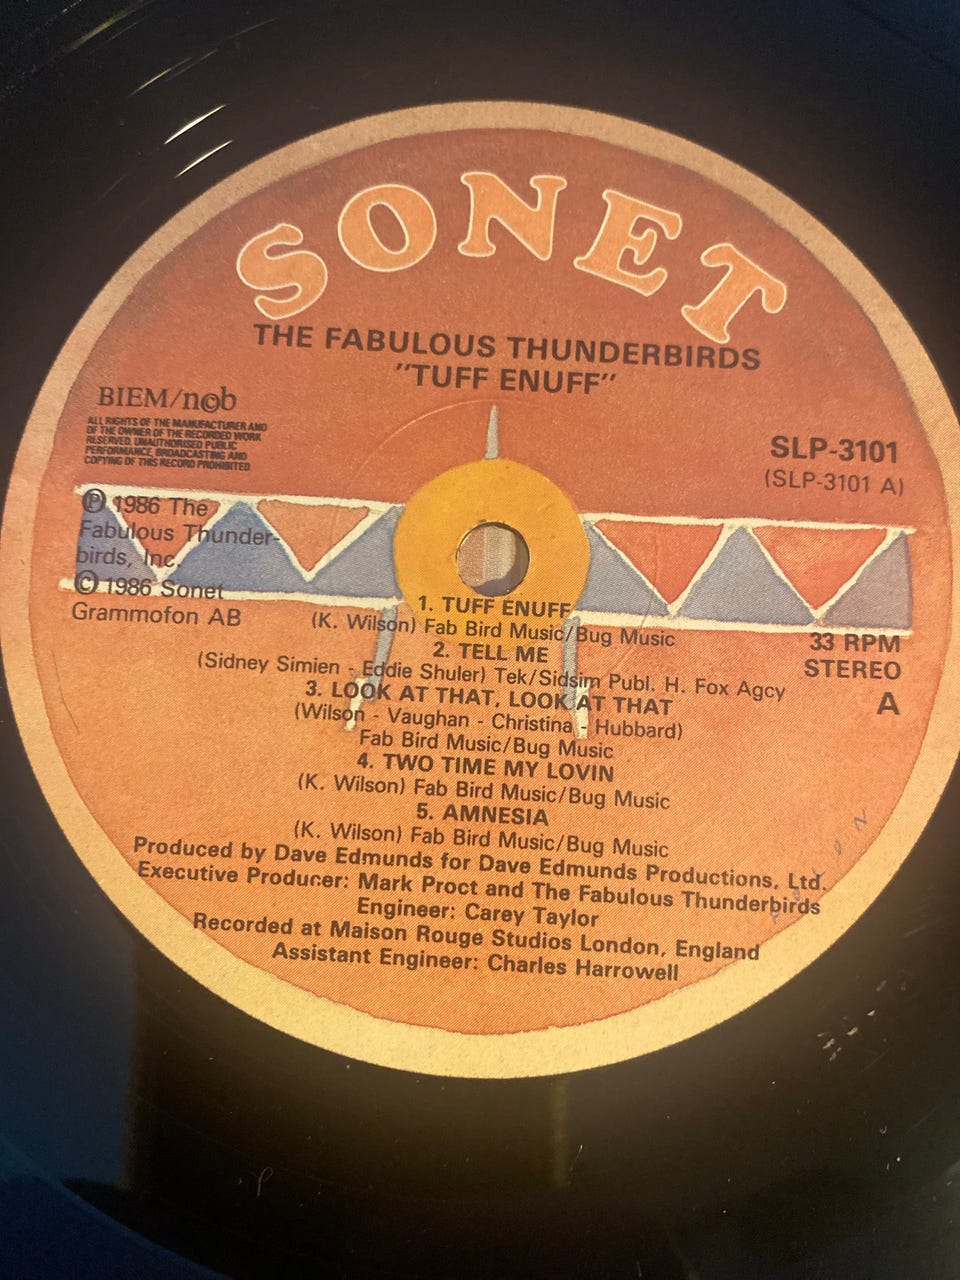 SONET
THE FABULOUS THUNDERBIRDS
"TUFF ENUFF"
BIEM/ncb
ALL RIGHTS OF THE MANUFACTURER AND
OF THE OWNER OF THE RECORDED WORK
RESERVED. UNAUTHORISED PUBLIC
PERFORMANCE, BROADCASTING AND
COPYING OF THIS RECORD PROHIBITED.
SLP-3101
(SLP-3101 A)
℗ 1986 The
Fabulous Thunder-
birds, Inc.
© 1986 Sonet
Grammofon AB
33 RPM
STEREO
A
1. TUFF ENUFF
(K. Wilson) Fab Bird Music/Bug Music
2. TELL ME
(Sidney Simien - Eddie Shuler) Tek/Sidsim Publ. H. Fox Agcy
3. LOOK AT THAT, LOOK AT THAT
(Wilson - Vaughan - Christina - Hubbard)
Fab Bird Music/Bug Music
4. TWO TIME MY LOVIN
(K. Wilson) Fab Bird Music/Bug Music
5. AMNESIA
(K. Wilson) Fab Bird Music/Bug Music
Produced by Dave Edmunds for Dave Edmunds Productions, Ltd.
Executive Producer: Mark Proct and The Fabulous Thunderbirds
Engineer: Carey Taylor
Recorded at Maison Rouge Studios London, England
Assistant Engineer: Charles Harrowell